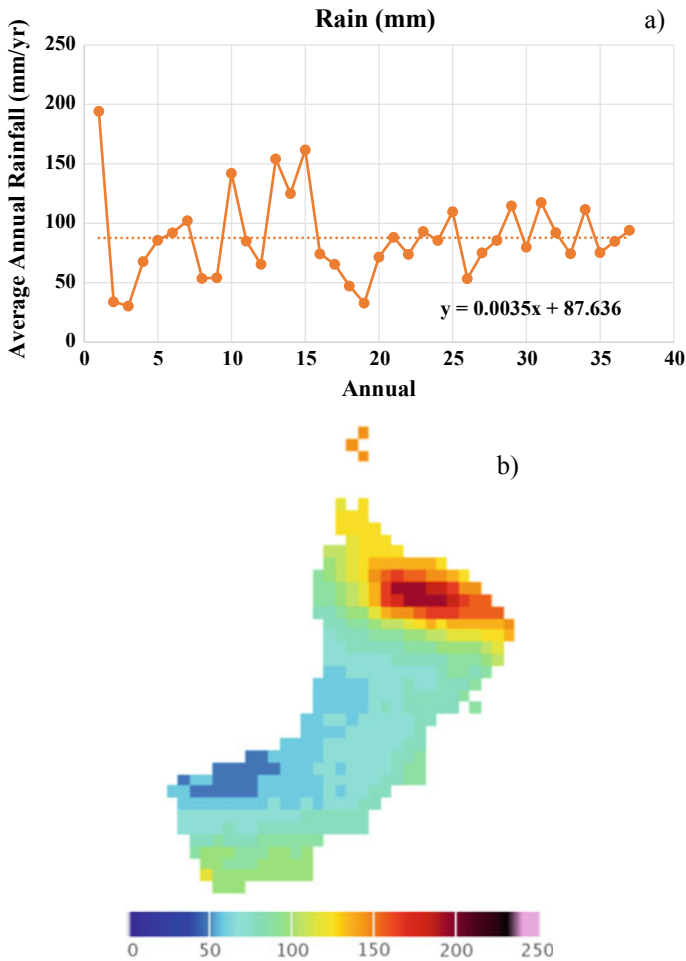 Rain (mm)
a)
Average Annual Rainfall (mm/yr)
250
200
150
100
50
0
y = 0.0035x + 87.636
0 5 10 15 20 25 30 35 40
Annual
b)
0 50 100 150 200 250